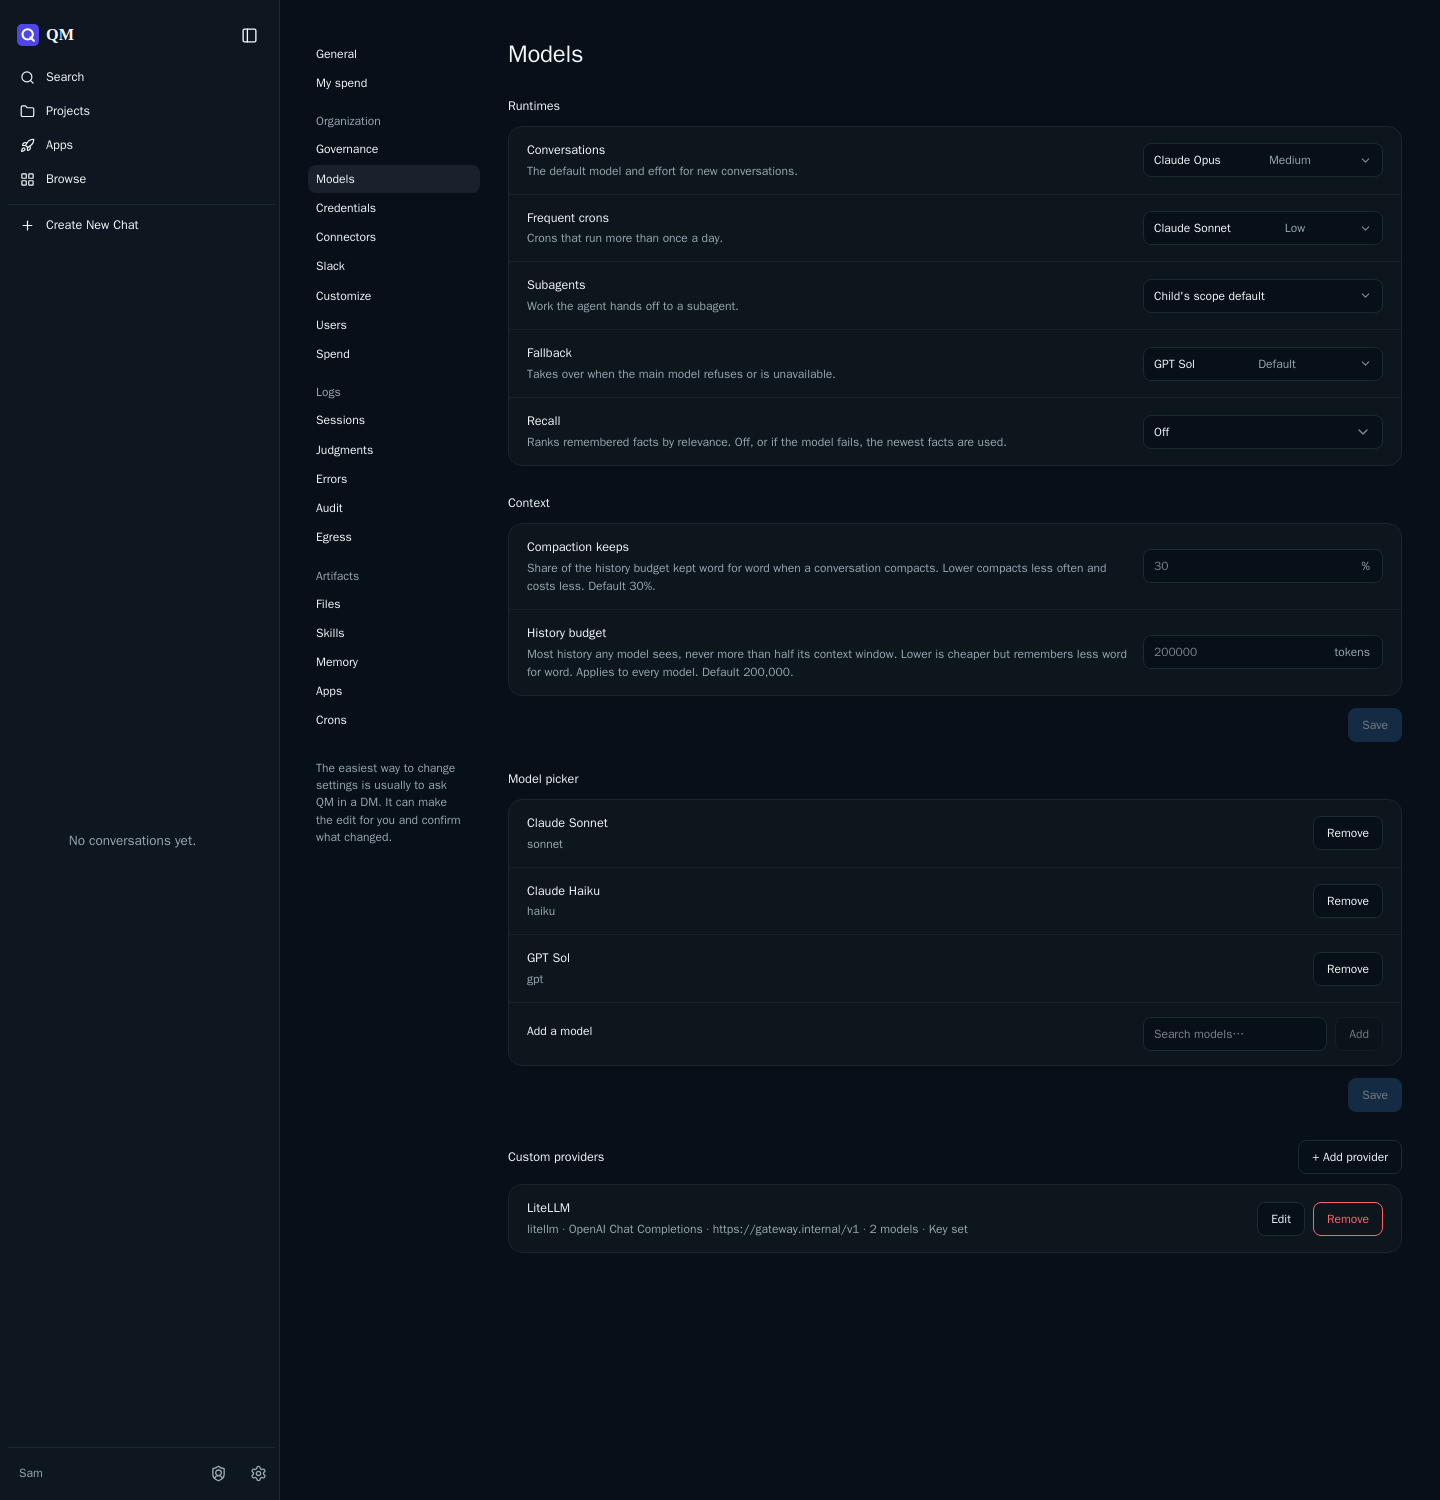 QM
Search
Projects
Apps
Browse
Create New Chat
No conversations yet.
Sam
General
My spend
Organization
Governance
Models
Credentials
Connectors
Slack
Customize
Users
Spend
Logs
Sessions
Judgments
Errors
Audit
Egress
Artifacts
Files
Skills
Memory
Apps
Crons
The easiest way to change
settings is usually to ask
QM in a DM. It can make
the edit for you and confirm
what changed.
Models
Runtimes
Conversations
The default model and effort for new conversations.
Claude Opus Medium
Frequent crons
Crons that run more than once a day.
Claude Sonnet Low
Subagents
Work the agent hands off to a subagent.
Child's scope default
Fallback
Takes over when the main model refuses or is unavailable.
GPT Sol Default
Recall
Ranks remembered facts by relevance. Off, or if the model fails, the newest facts are used.
Off
Context
Compaction keeps
Share of the history budget kept word for word when a conversation compacts. Lower compacts less often and
costs less. Default 30%.
30 %
History budget
Most history any model sees, never more than half its context window. Lower is cheaper but remembers less word
for word. Applies to every model. Default 200,000.
200000 tokens
Save
Model picker
Claude Sonnet
sonnet
Remove
Claude Haiku
haiku
Remove
GPT Sol
gpt
Remove
Add a model
Search models…
Add
Save
Custom providers
+ Add provider
LiteLLM
litellm · OpenAI Chat Completions · https://gateway.internal/v1 · 2 models · Key set
Edit
Remove